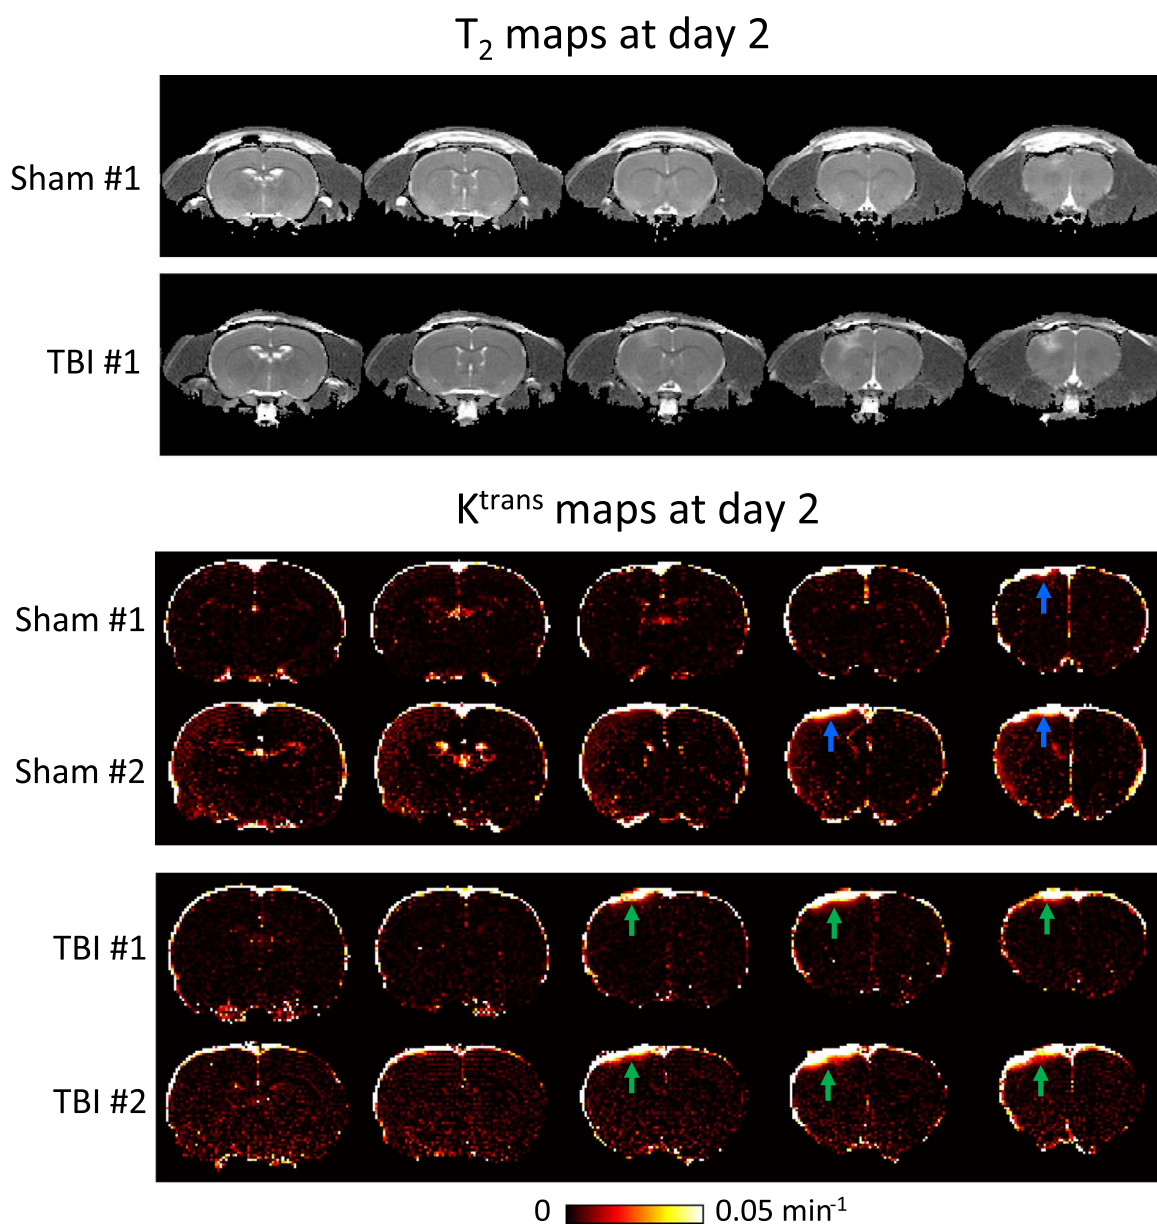 T₂ maps at day 2
Sham #1
TBI #1
Kᵗʳᵃⁿˢ maps at day 2
Sham #1
Sham #2
TBI #1
TBI #2
0 0.05 min⁻¹